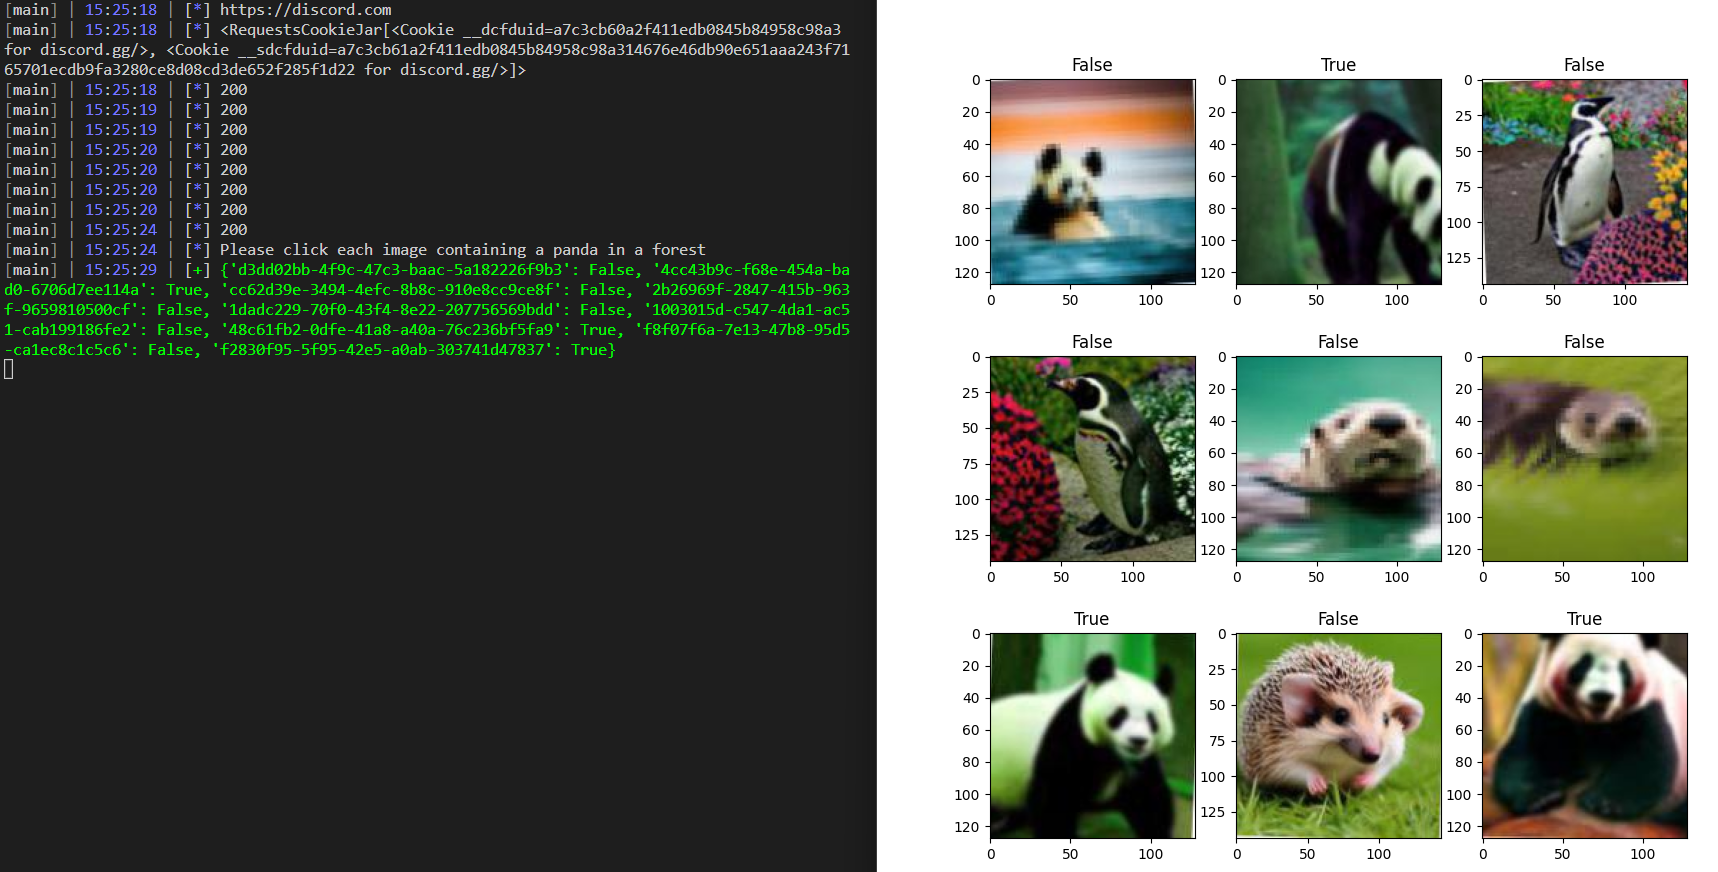 [main] | 15:25:18 | [*] https://discord.com
[main] | 15:25:18 | [*] <RequestsCookieJar[<Cookie __dcfduid=a7c3cb60a2f411edb0845b84958c98a3
for discord.gg/>, <Cookie __sdcfduid=a7c3cb61a2f411edb0845b84958c98a314676e46db90e651aaa243f71
65701ecdb9fa3280ce8d08cd3de652f285f1d22 for discord.gg/>]>
[main] | 15:25:18 | [*] 200
[main] | 15:25:19 | [*] 200
[main] | 15:25:19 | [*] 200
[main] | 15:25:20 | [*] 200
[main] | 15:25:20 | [*] 200
[main] | 15:25:20 | [*] 200
[main] | 15:25:20 | [*] 200
[main] | 15:25:24 | [*] 200
[main] | 15:25:24 | [*] Please click each image containing a panda in a forest
[main] | 15:25:29 | [+] {'d3dd02bb-4f9c-47c3-baac-5a182226f9b3': False, '4cc43b9c-f68e-454a-ba
d0-6706d7ee114a': True, 'cc62d39e-3494-4efc-8b8c-910e8cc9ce8f': False, '2b26969f-2847-415b-963
f-9659810500cf': False, '1dadc229-70f0-43f4-8e22-207756569bdd': False, '1003015d-c547-4da1-ac5
1-cab199186fe2': False, '48c61fb2-0dfe-41a8-a40a-76c236bf5fa9': True, 'f8f07f6a-7e13-47b8-95d5
-ca1ec8c1c5c6': False, 'f2830f95-5f95-42e5-a0ab-303741d47837': True}
False
0
20
40
60
80
100
120
0 50 100
True
0
20
40
60
80
100
120
0 50 100
False
0
25
50
75
100
125
0 50 100
False
0
25
50
75
100
125
0 50 100
False
0
20
40
60
80
100
120
0 50 100
False
0
20
40
60
80
100
120
0 50 100
True
0
20
40
60
80
100
120
0 50 100
False
0
25
50
75
100
125
0 50 100
True
0
20
40
60
80
100
120
0 50 100